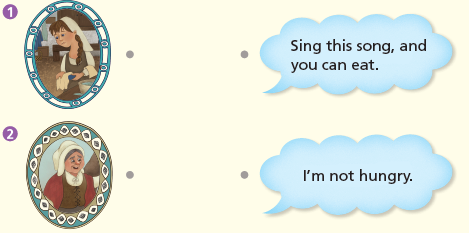 1
Sing this song, and
you can eat.
2
I'm not hungry.